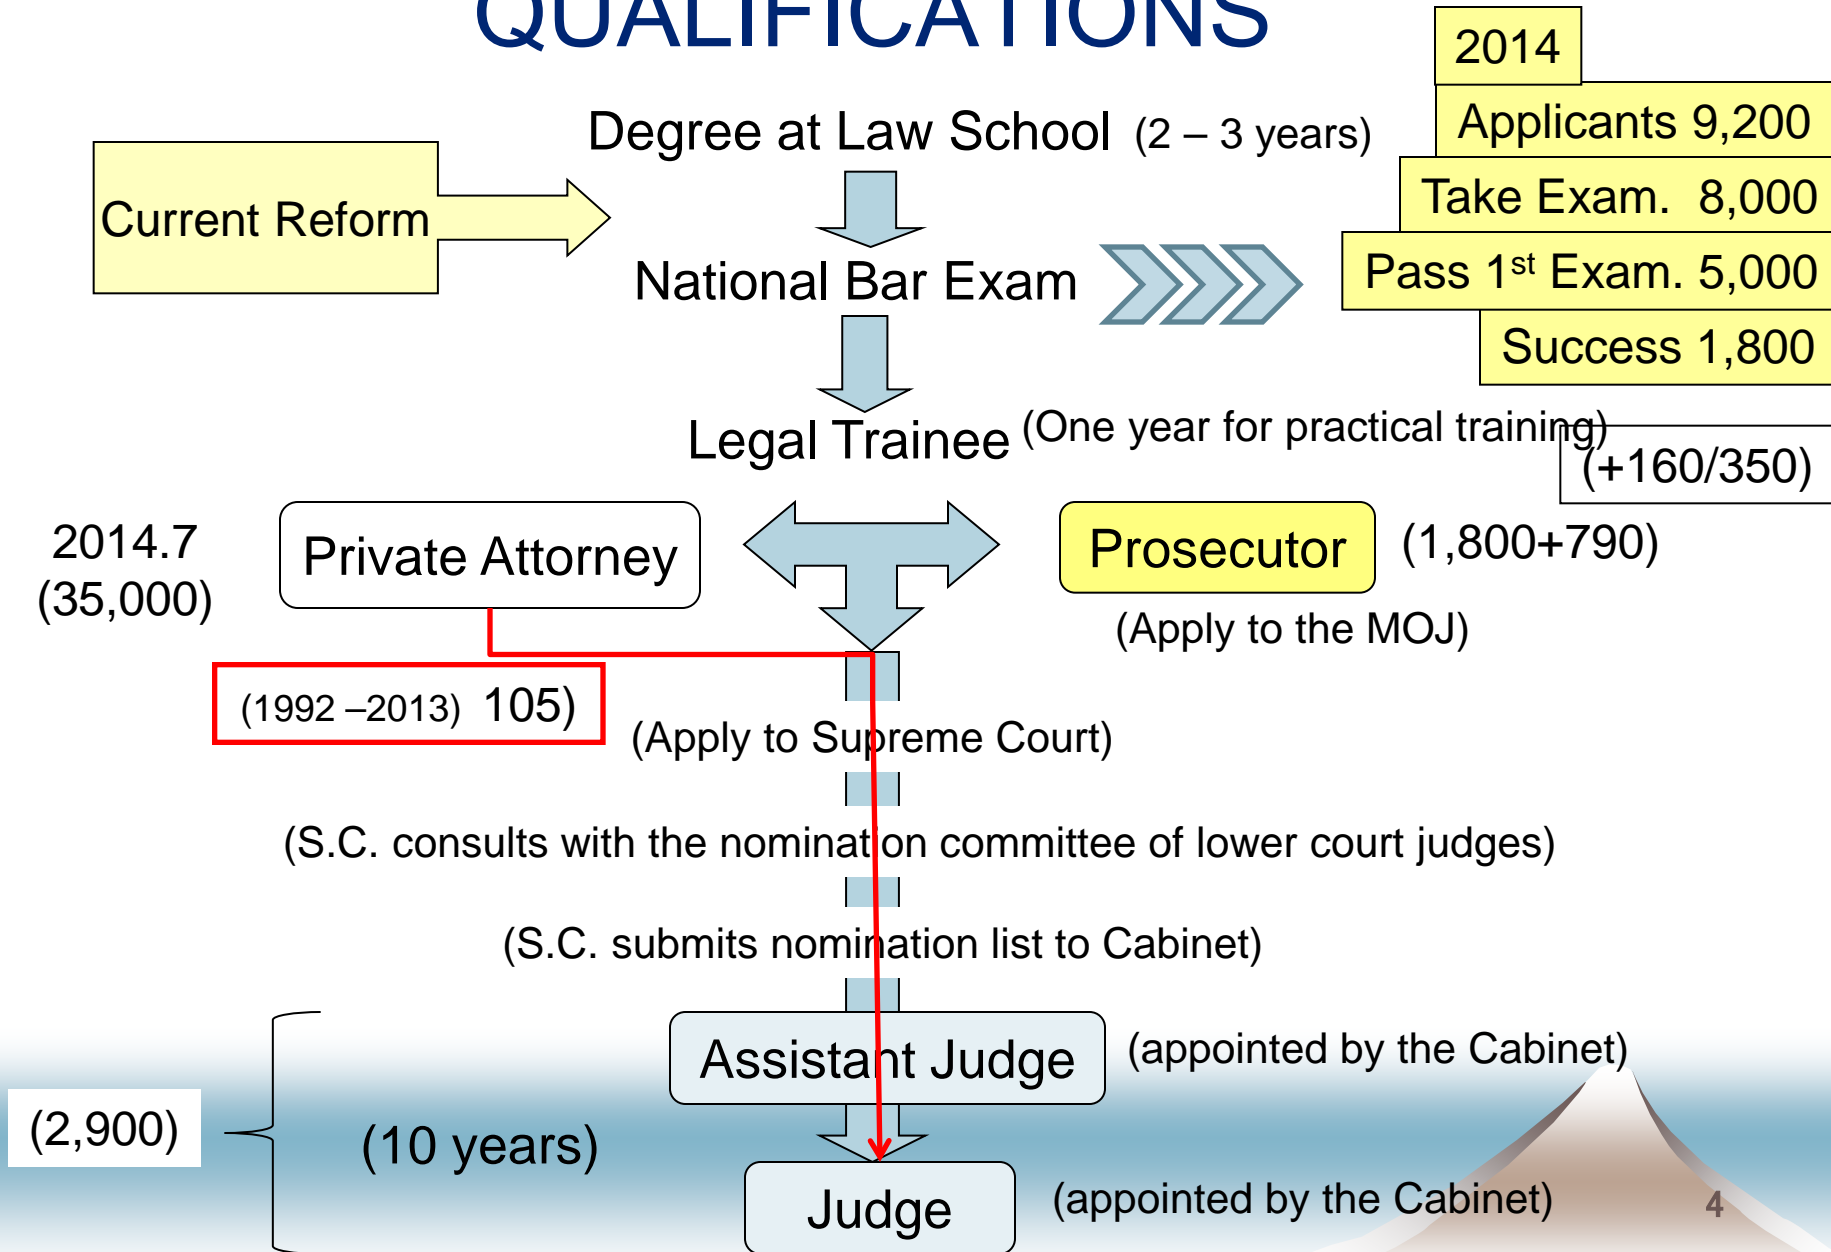 QUALIFICATIONS
2014
Applicants 9,200
Degree at Law School (2 – 3 years)
Current Reform
Take Exam. 8,000
National Bar Exam
Pass 1st Exam. 5,000
Success 1,800
Legal Trainee (One year for practical training)
(+160/350)
2014.7
(35,000)
Private Attorney
Prosecutor
(1,800+790)
(Apply to the MOJ)
(1992 –2013) 105)
(Apply to Supreme Court)
(S.C. consults with the nomination committee of lower court judges)
(S.C. submits nomination list to Cabinet)
Assistant Judge
(appointed by the Cabinet)
(2,900)
(10 years)
Judge
(appointed by the Cabinet)
4